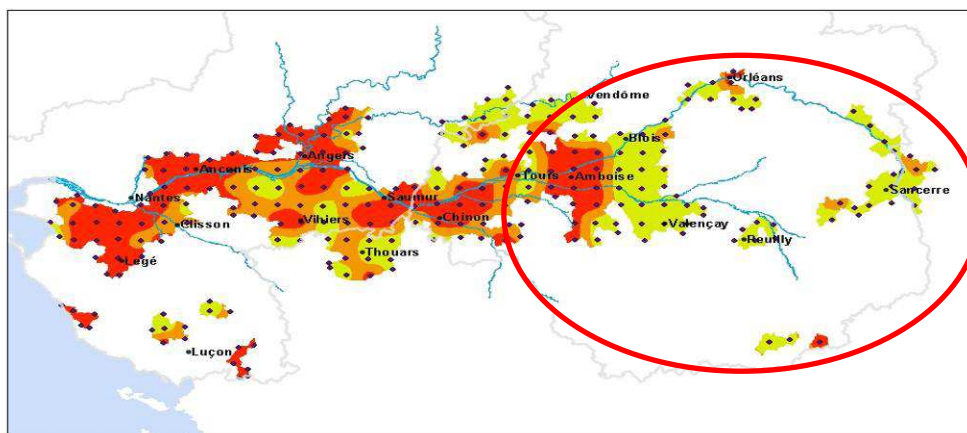 Orléans
Vendôme
Blois
Angers
Ancenis
Tours
Amboise
Sancerre
Nantes
Saumur
Chinon
Clisson
Vihiers
Valençay
Reuilly
Thouars
Legé
Luçon